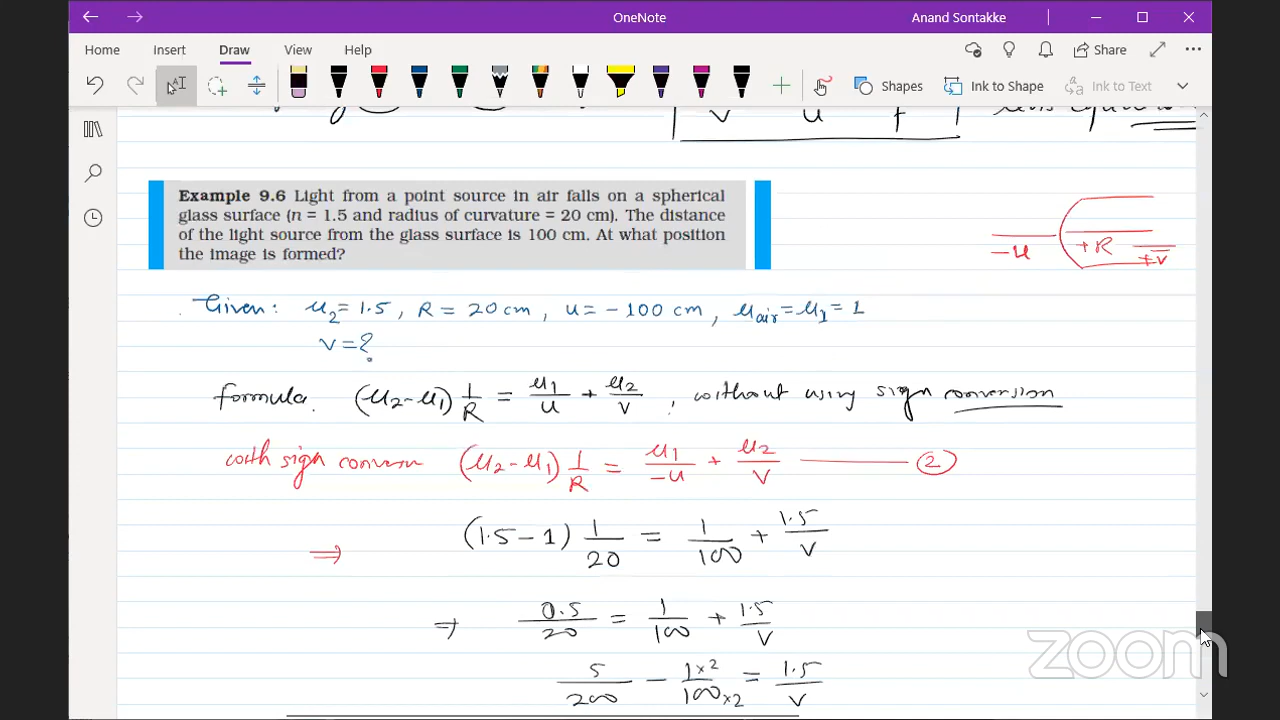 OneNote
Anand Sontakke
Home Insert Draw View Help Share
Shapes Ink to Shape Ink to Text
v u f
Example 9.6 Light from a point source in air falls on a spherical
glass surface (n = 1.5 and radius of curvature = 20 cm). The distance
of the light source from the glass surface is 100 cm. At what position
the image is formed?
-u +R +v
Given: μ₂ = 1.5, R = 20 cm, u = - 100 cm, μair = μ₁ = 1
v = ?
formula. (μ₂-μ₁) 1/R = μ₁/u + μ₂/v , without using sign conversion
with sign conversn (μ₂-μ₁) 1/R = μ₁/-u + μ₂/v ——— ②
⇒ (1.5 - 1) 1/20 = 1/100 + 1.5/v
⇒ 0.5/20 = 1/100 + 1.5/v
5/200 - 1×2/100×2 = 1.5/v
zoom